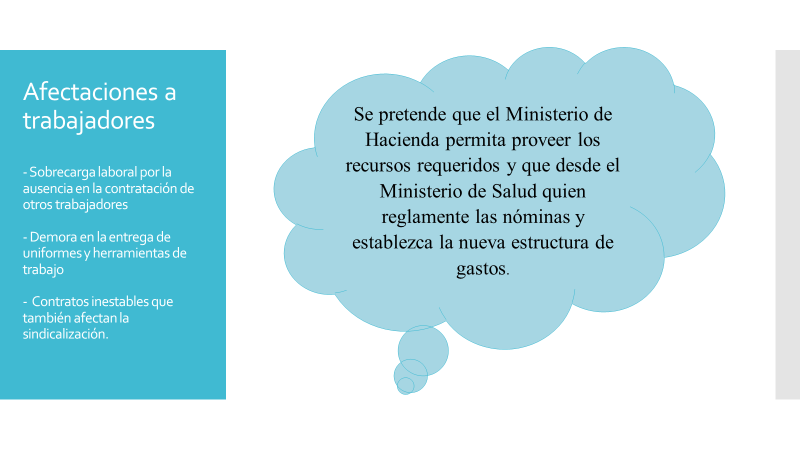 Afectaciones a
trabajadores
- Sobrecarga laboral por la
ausencia en la contratación de
otros trabajadores
- Demora en la entrega de
uniformes y herramientas de
trabajo
- Contratos inestables que
también afectan la
sindicalización.
Se pretende que el Ministerio de
Hacienda permita proveer los
recursos requeridos y que desde el
Ministerio de Salud quien
reglamente las nóminas y
establezca la nueva estructura de
gastos.